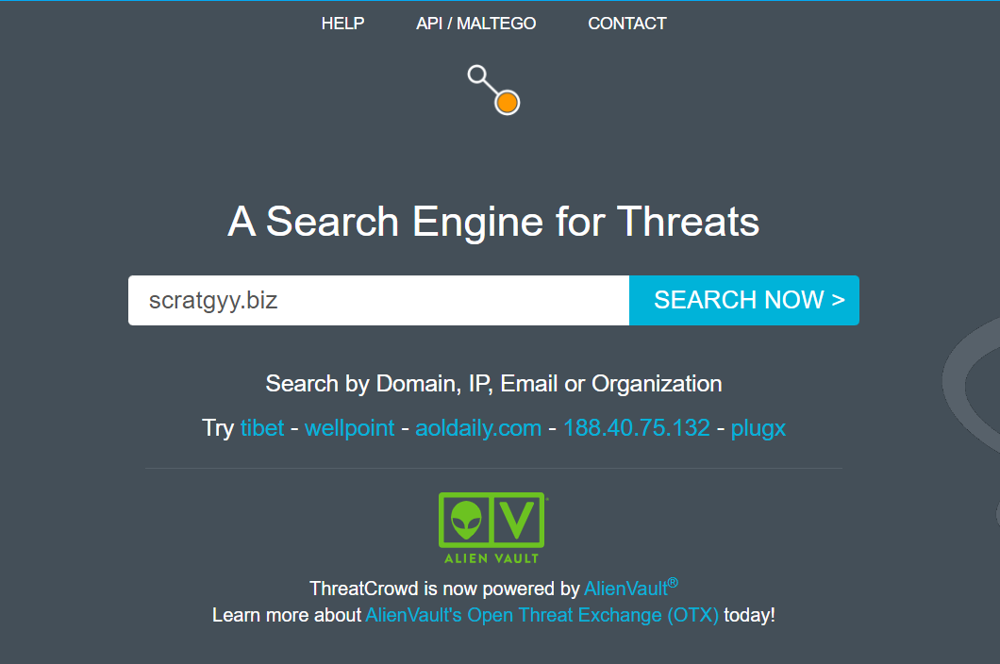 HELP API / MALTEGO CONTACT
A Search Engine for Threats
scratgyy.biz SEARCH NOW >
Search by Domain, IP, Email or Organization
Try tibet - wellpoint - aoldaily.com - 188.40.75.132 - plugx
ALIEN VAULT
ThreatCrowd is now powered by AlienVault®
Learn more about AlienVault's Open Threat Exchange (OTX) today!